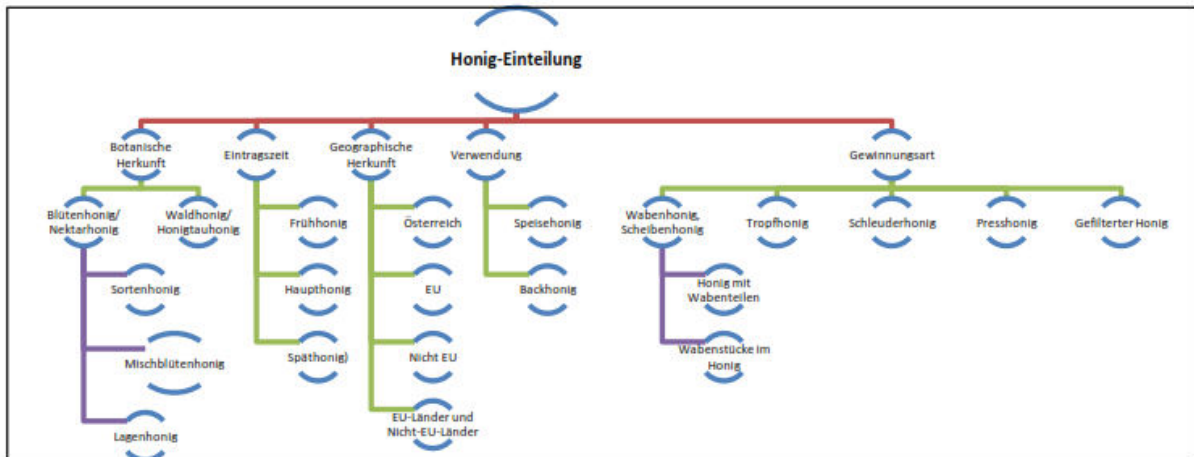 Honig-Einteilung
Botanische
Herkunft
Eintragszeit
Geographische
Herkunft
Verwendung
Gewinnungsart
Blütenhonig/
Nektarhonig
Waldhonig/
Honigtauhonig
Frühhonig
Österreich
Speisehonig
Wabenhonig,
Scheibenhonig
Tropfhonig
Schleuderhonig
Presshonig
Gefilterter Honig
Sortenhonig
Haupthonig
EU
Backhonig
Honig mit
Wabenteilen
Mischblütenhonig
Späthonig)
Nicht EU
Wabenstücke im
Honig
Lagenhonig
EU-Länder und
Nicht-EU-Länder